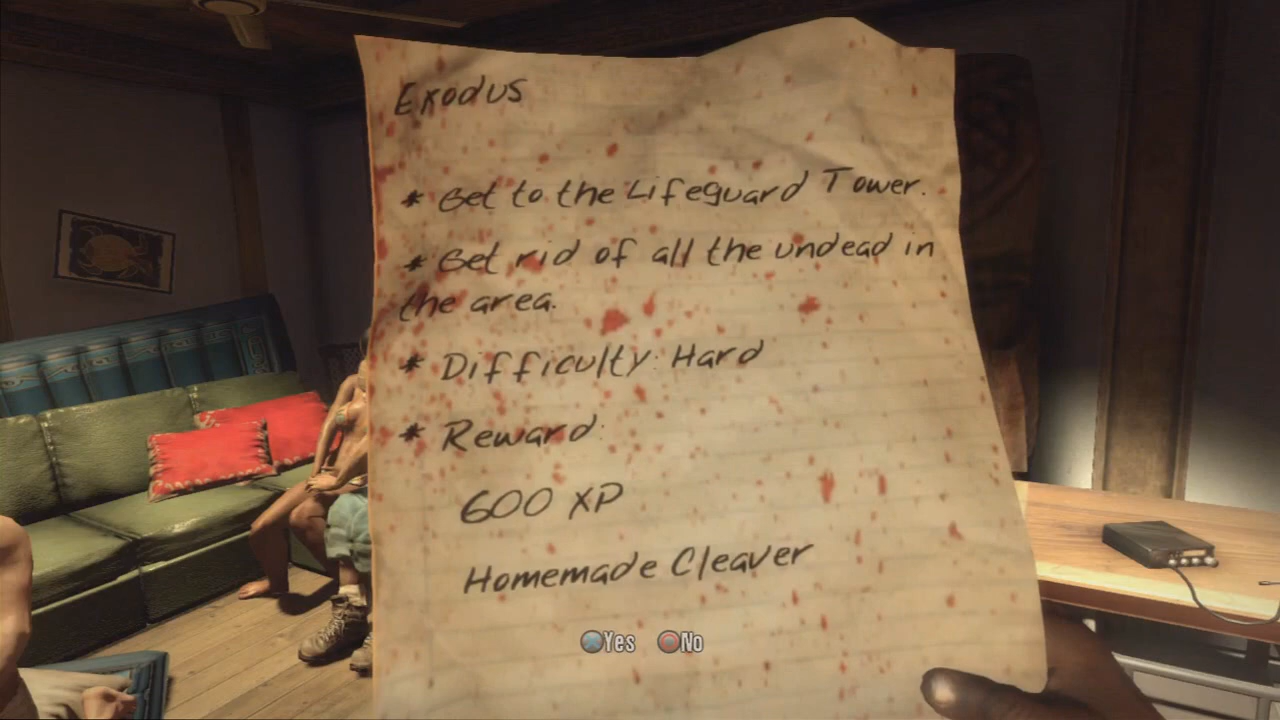 Exodus
* Get to the Lifeguard Tower.
* Get rid of all the undead in
the area.
* Difficulty: Hard
* Reward:
600 XP
Homemade Cleaver
Yes No